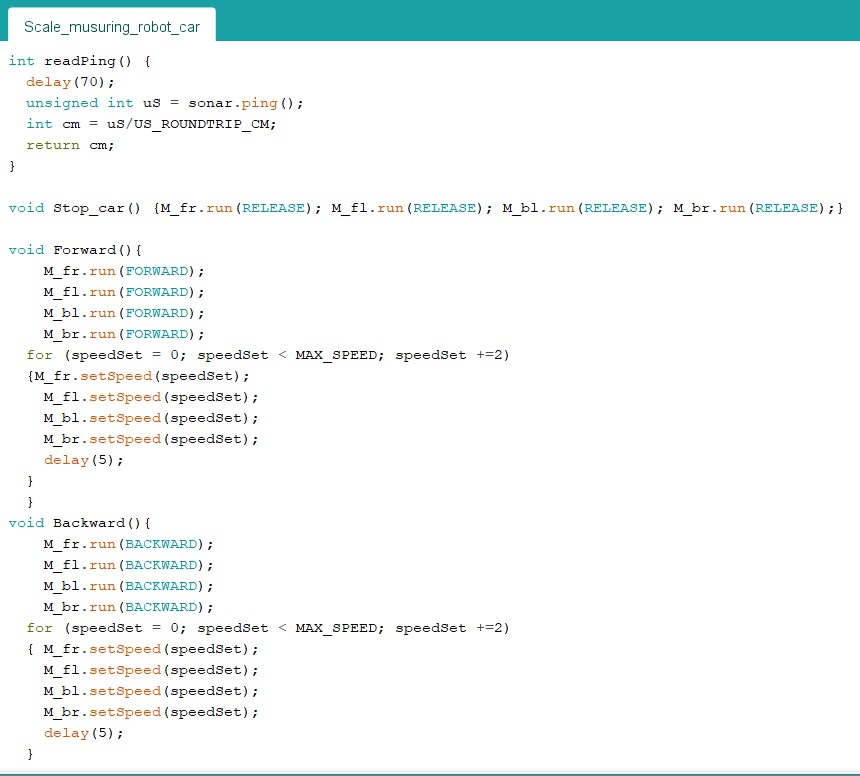 Scale_musuring_robot_car
int readPing() {
  delay(70);
  unsigned int uS = sonar.ping();
  int cm = uS/US_ROUNDTRIP_CM;
  return cm;
}

void Stop_car() {M_fr.run(RELEASE); M_fl.run(RELEASE); M_bl.run(RELEASE); M_br.run(RELEASE);}

void Forward(){
    M_fr.run(FORWARD);
    M_fl.run(FORWARD);
    M_bl.run(FORWARD);
    M_br.run(FORWARD);
  for (speedSet = 0; speedSet < MAX_SPEED; speedSet +=2)
  {M_fr.setSpeed(speedSet);
    M_fl.setSpeed(speedSet);
    M_bl.setSpeed(speedSet);
    M_br.setSpeed(speedSet);
    delay(5);
  }
  }
void Backward(){
    M_fr.run(BACKWARD);
    M_fl.run(BACKWARD);
    M_bl.run(BACKWARD);
    M_br.run(BACKWARD);
  for (speedSet = 0; speedSet < MAX_SPEED; speedSet +=2)
  { M_fr.setSpeed(speedSet);
    M_fl.setSpeed(speedSet);
    M_bl.setSpeed(speedSet);
    M_br.setSpeed(speedSet);
    delay(5);
  }